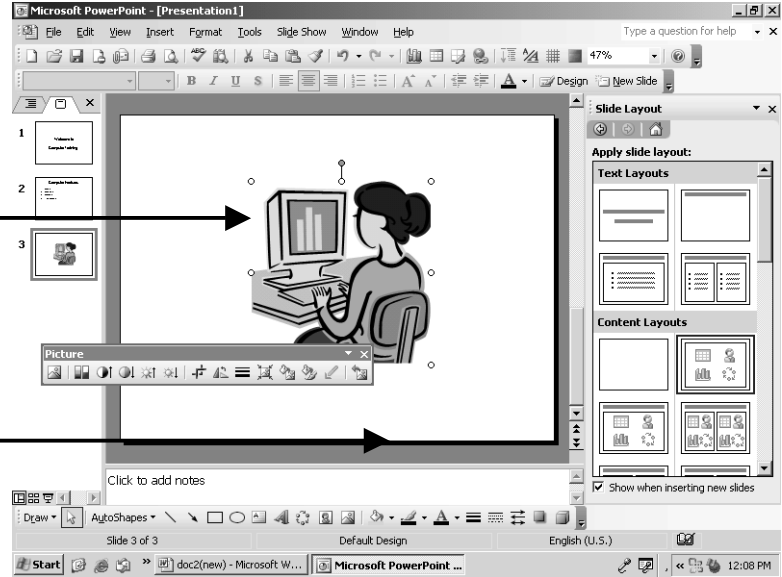 Microsoft PowerPoint - [Presentation1]
File Edit View Insert Format Tools Slide Show Window Help Type a question for help
47%
B I U S A Design New Slide
Slide Layout
Apply slide layout:
Text Layouts
1
2
3
Content Layouts
Picture
Click to add notes
Show when inserting new slides
Draw AutoShapes
Slide 3 of 3 Default Design English (U.S.)
Start doc2(new) - Microsoft W... Microsoft PowerPoint ... 12:08 PM